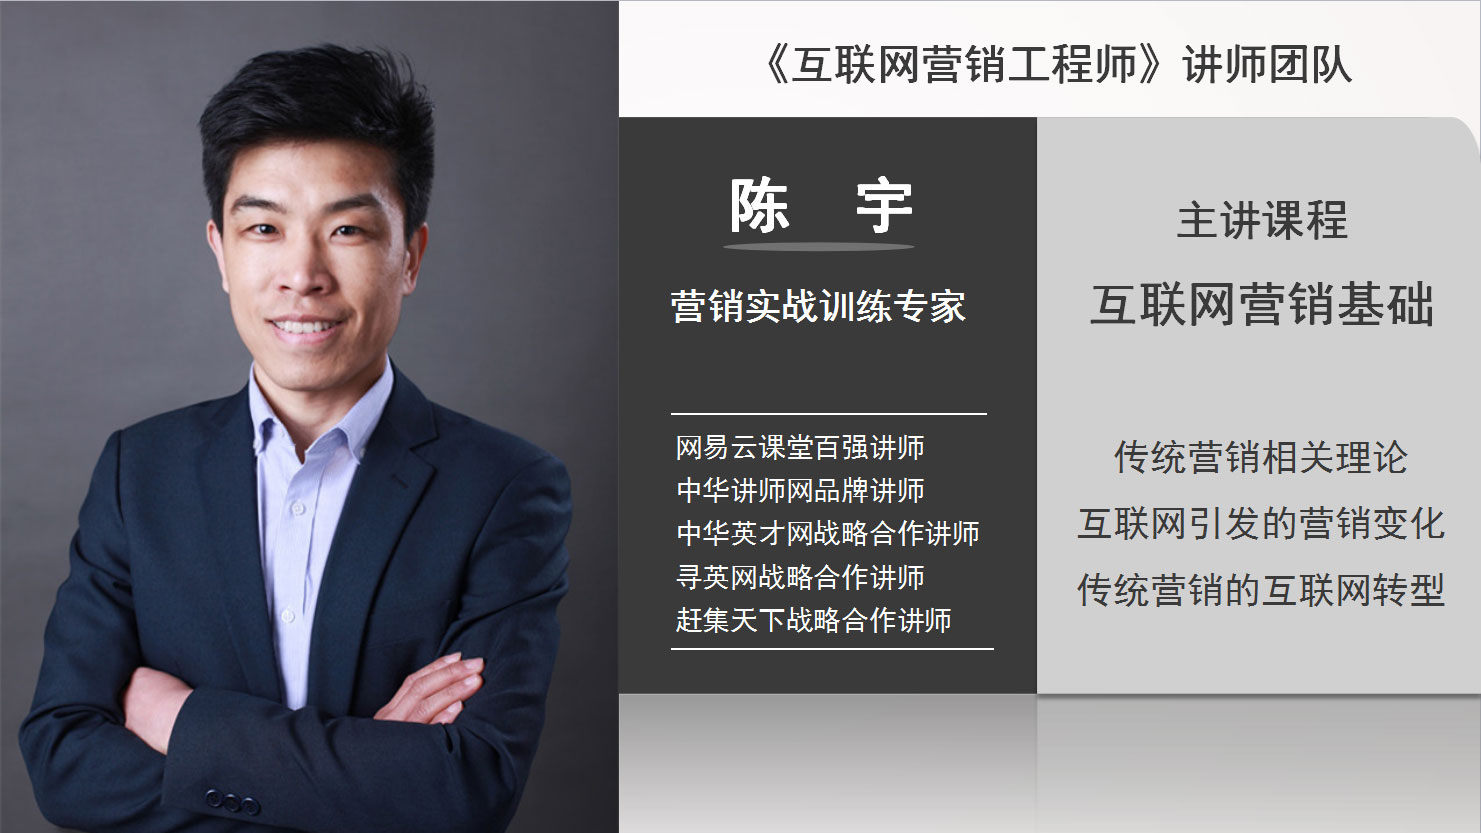 《互联网营销工程师》讲师团队
陈 宇
营销实战训练专家
网易云课堂百强讲师
中华讲师网品牌讲师
中华英才网战略合作讲师
寻英网战略合作讲师
赶集天下战略合作讲师
主讲课程
互联网营销基础
传统营销相关理论
互联网引发的营销变化
传统营销的互联网转型